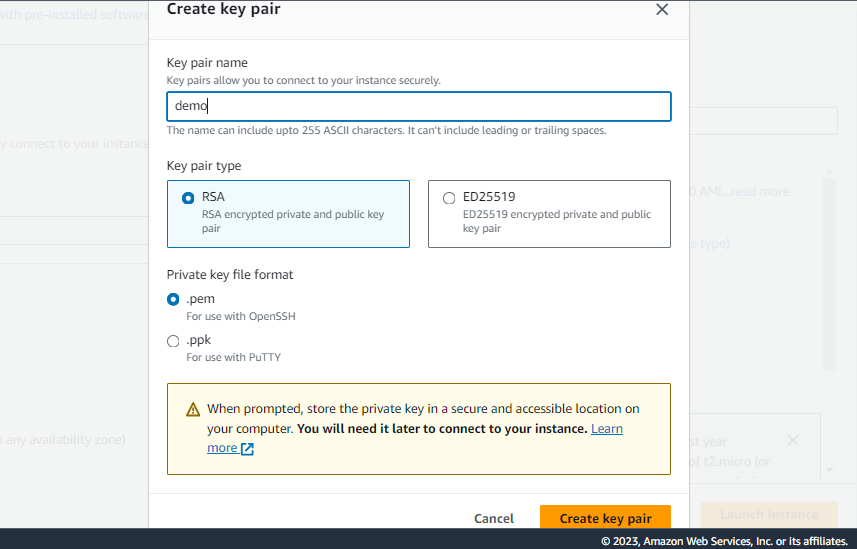 Create key pair
with pre-installed software
Key pair name
Key pairs allow you to connect to your instance securely.
demo
The name can include upto 255 ASCII characters. It can't include leading or trailing spaces.
y connect to your instance
Key pair type
RSA
RSA encrypted private and public key
pair
ED25519
ED25519 encrypted private and public
key pair
0 AMI...read more
e type)
Private key file format
.pem
For use with OpenSSH
.ppk
For use with PuTTY
When prompted, store the private key in a secure and accessible location on
your computer. You will need it later to connect to your instance. Learn
more
n any availability zone)
st year
of t2.micro (or
Cancel
Create key pair
Launch instance
© 2023, Amazon Web Services, Inc. or its affiliates.